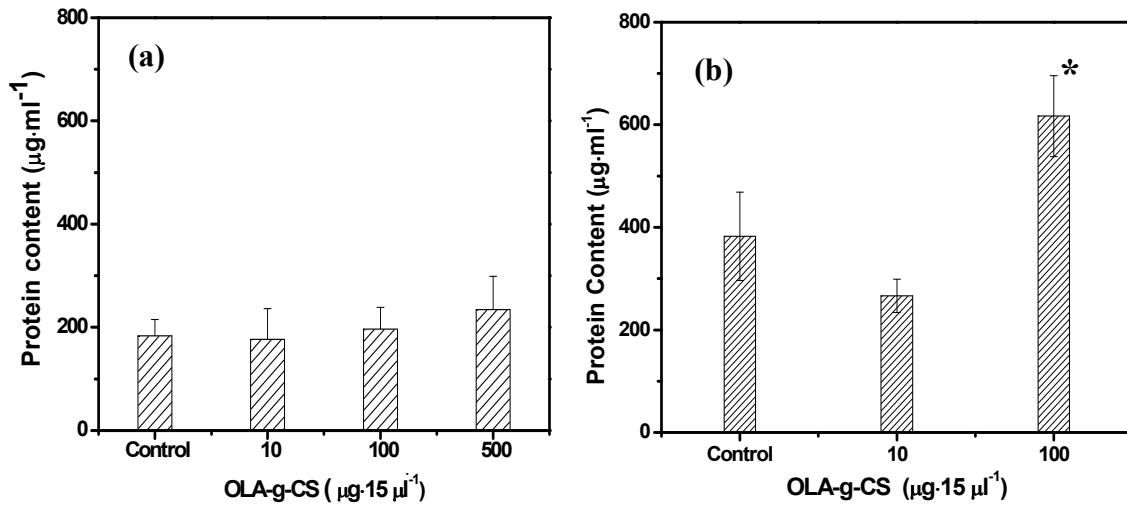 (a)
Protein content (μg·ml⁻¹)
800
600
400
200
0
Control 10 100 500
OLA-g-CS ( μg·15 μl⁻¹)
(b)
*
Protein Content (μg·ml⁻¹)
800
600
400
200
0
Control 10 100
OLA-g-CS (μg·15 μl⁻¹)